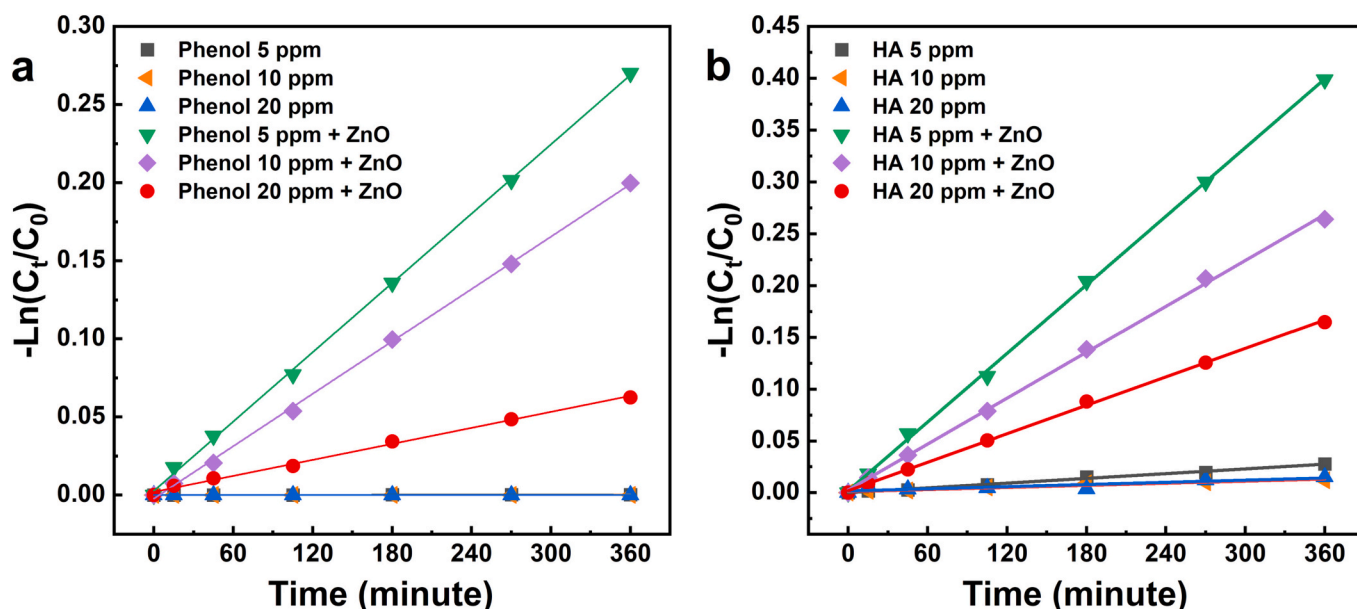 a
-Ln(Cₜ/C₀)
0.30
0.25
0.20
0.15
0.10
0.05
0.00
Phenol 5 ppm
Phenol 10 ppm
Phenol 20 ppm
Phenol 5 ppm + ZnO
Phenol 10 ppm + ZnO
Phenol 20 ppm + ZnO
0 60 120 180 240 300 360
Time (minute)
b
-Ln(Cₜ/C₀)
0.45
0.40
0.35
0.30
0.25
0.20
0.15
0.10
0.05
0.00
HA 5 ppm
HA 10 ppm
HA 20 ppm
HA 5 ppm + ZnO
HA 10 ppm + ZnO
HA 20 ppm + ZnO
0 60 120 180 240 300 360
Time (minute)